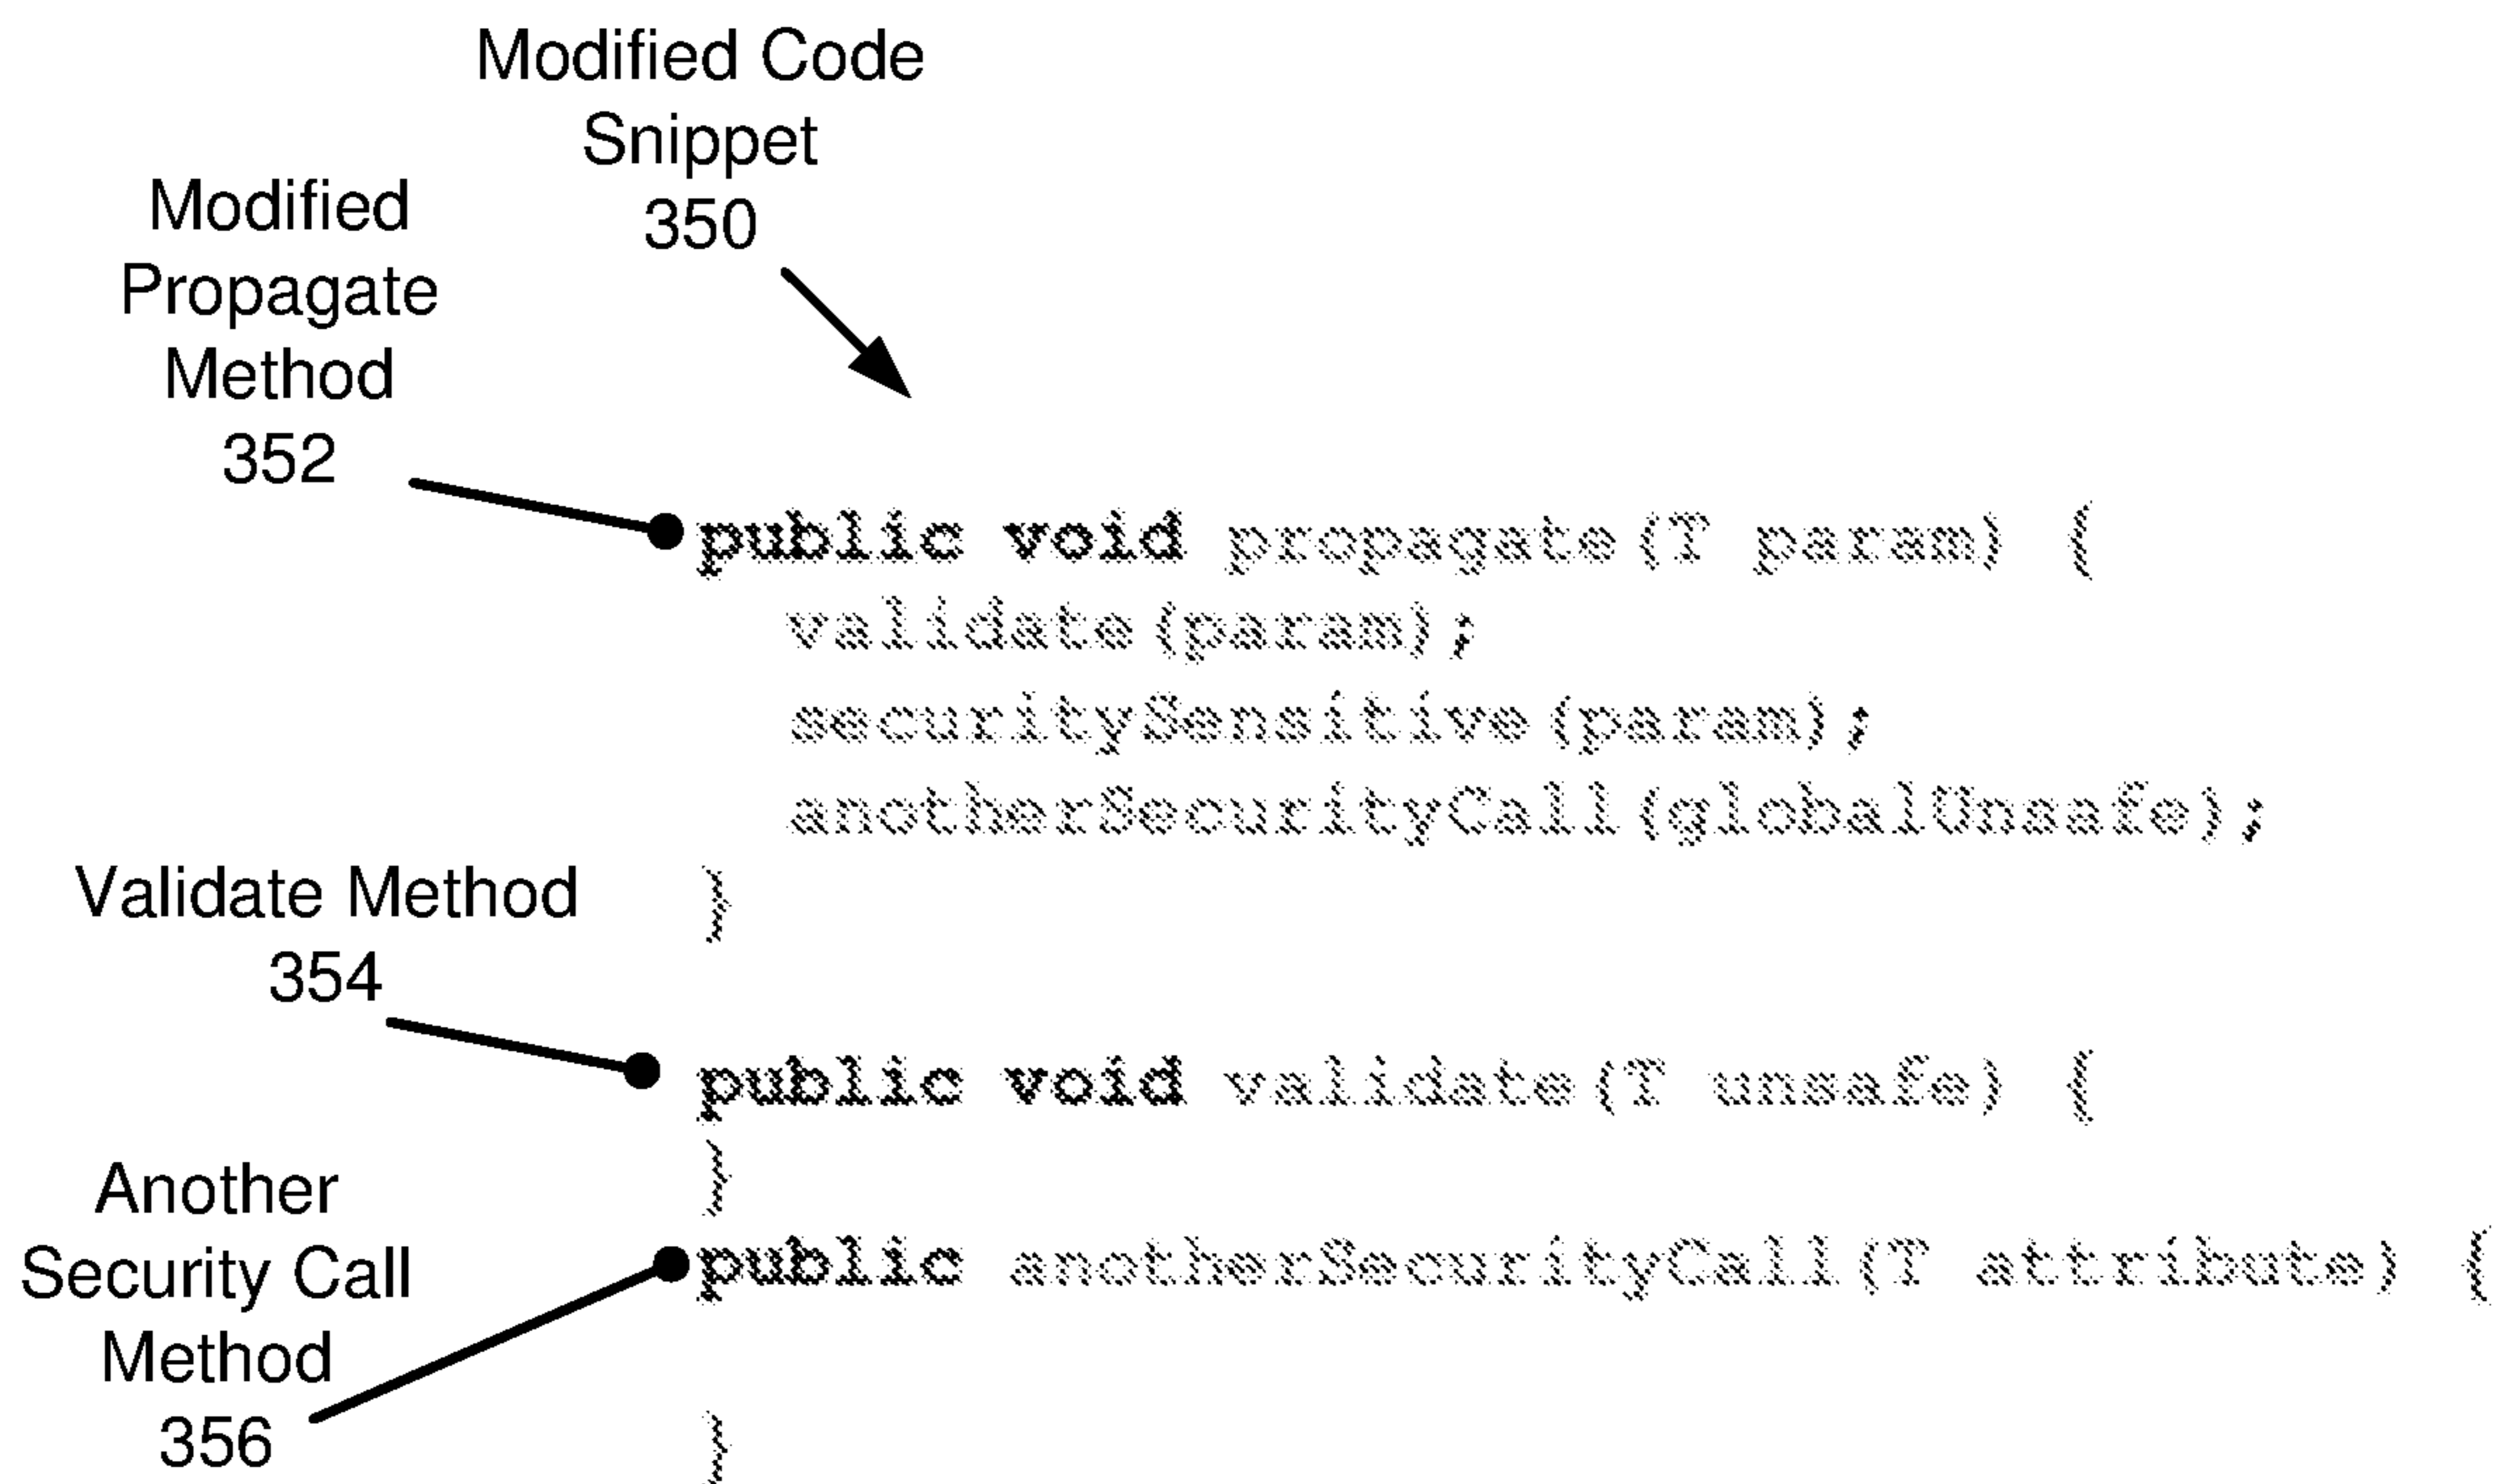 Modified Code
Snippet
350
Modified
Propagate
Method
352
public void propagate(T param) {
validate(param);
securitySensitive(param);
anotherSecurityCall(globalUnsafe);
}
Validate Method
354
public void validate(T unsafe) {
}
Another
Security Call
Method
356
public anotherSecurityCall(T attribute) {
}